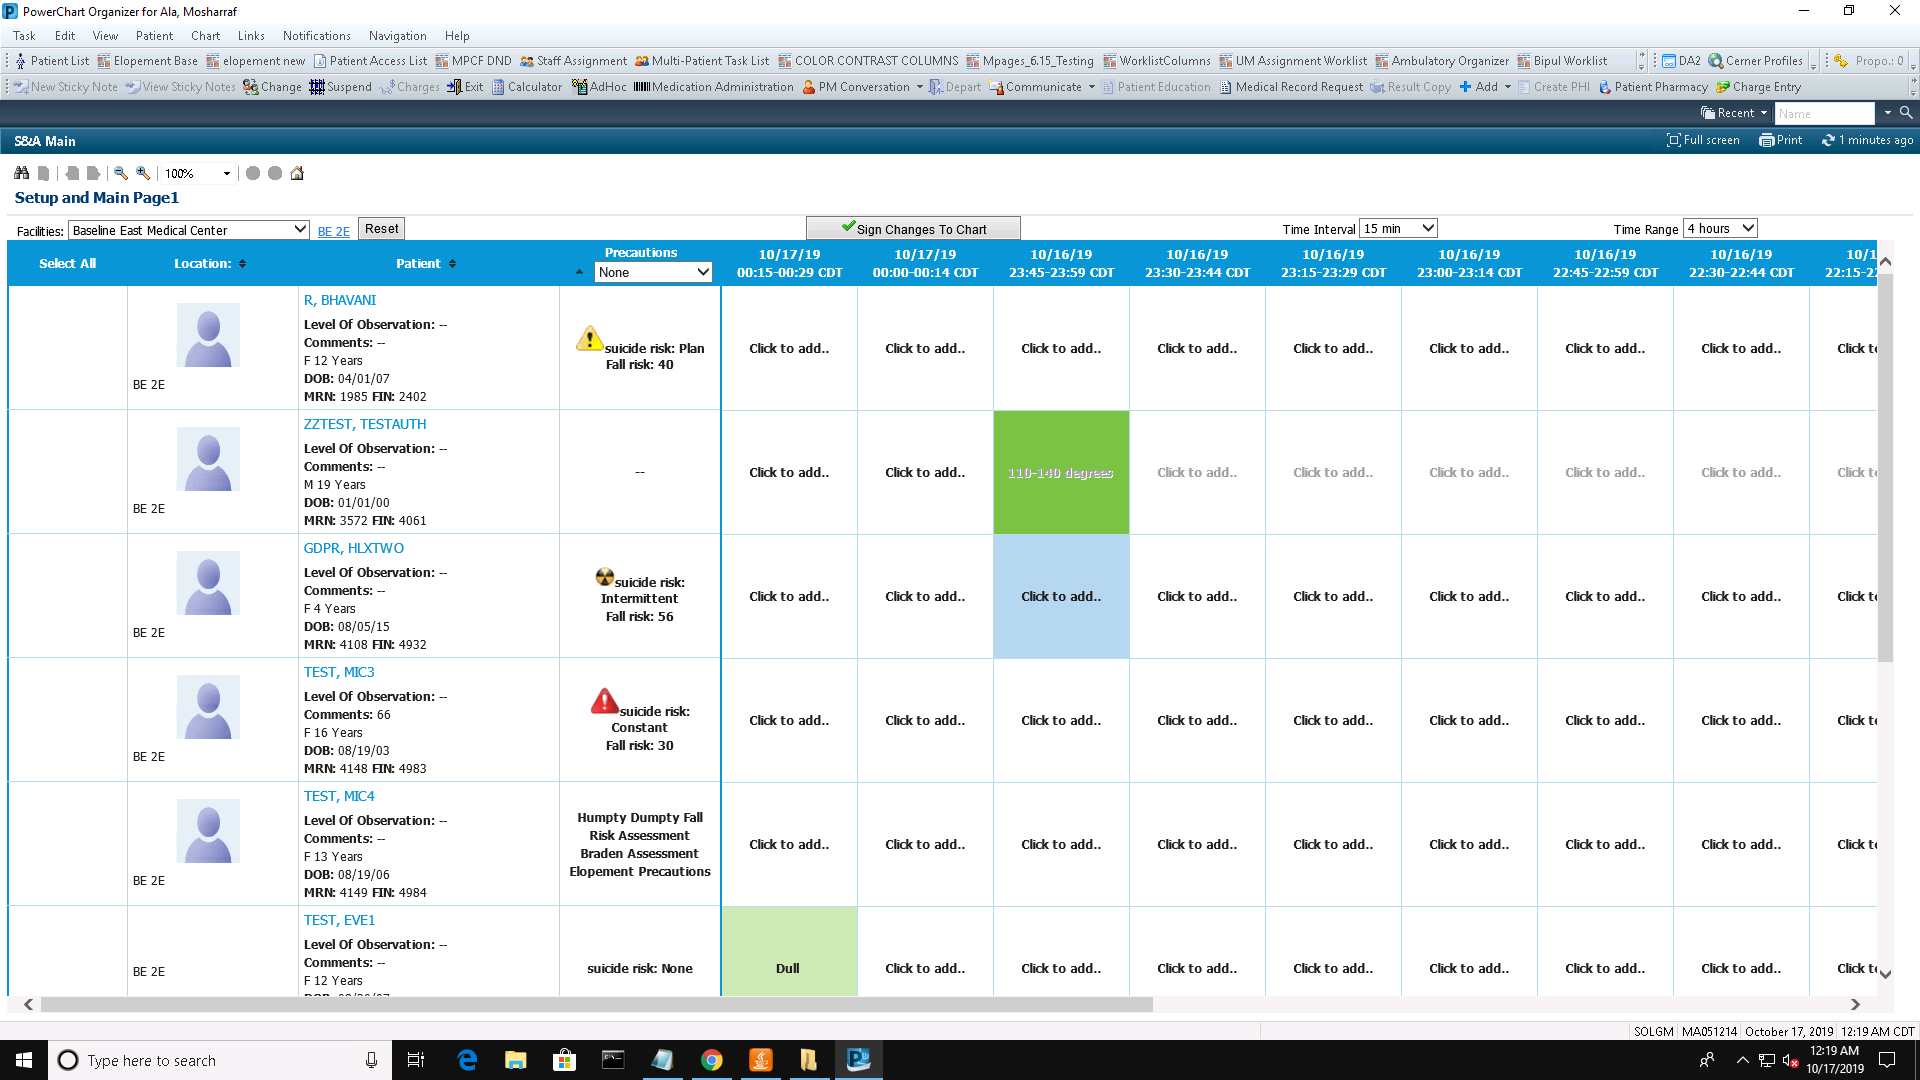 PowerChart Organizer for Ala, Mosharraf
Task Edit View Patient Chart Links Notifications Navigation Help
Patient List Elopement Base elopement new Patient Access List MPCF DND Staff Assignment Multi-Patient Task List COLOR CONTRAST COLUMNS Mpages_6.15_Testing WorklistColumns UM Assignment Worklist Ambulatory Organizer Bipul Worklist DA2 Cerner Profiles Propo.: 0
New Sticky Note View Sticky Notes Change Suspend Charges Exit Calculator AdHoc Medication Administration PM Conversation Depart Communicate Patient Education Medical Record Request Result Copy Add Create PHI Patient Pharmacy Charge Entry
Recent Name
S&A Main Full screen Print 1 minutes ago
100%
Setup and Main Page1
Facilities: Baseline East Medical Center BE 2E Reset Sign Changes To Chart Time Interval 15 min Time Range 4 hours
Select All Location: Patient Precautions None
10/17/19 10/17/19 10/16/19 10/16/19 10/16/19 10/16/19 10/16/19 10/16/19 10/1
00:15-00:29 CDT 00:00-00:14 CDT 23:45-23:59 CDT 23:30-23:44 CDT 23:15-23:29 CDT 23:00-23:14 CDT 22:45-22:59 CDT 22:30-22:44 CDT 22:15-2
R, BHAVANI
Level Of Observation: --
Comments: --
F 12 Years
DOB: 04/01/07
MRN: 1985 FIN: 2402
BE 2E
suicide risk: Plan
Fall risk: 40
Click to add.. Click to add.. Click to add.. Click to add.. Click to add.. Click to add.. Click to add.. Click to add.. Click t
ZZTEST, TESTAUTH
Level Of Observation: --
Comments: --
M 19 Years
DOB: 01/01/00
MRN: 3572 FIN: 4061
BE 2E
--
Click to add.. Click to add.. 110-140 degrees Click to add.. Click to add.. Click to add.. Click to add.. Click to add.. Click t
GDPR, HLXTWO
Level Of Observation: --
Comments: --
F 4 Years
DOB: 08/05/15
MRN: 4108 FIN: 4932
BE 2E
suicide risk:
Intermittent
Fall risk: 56
Click to add.. Click to add.. Click to add.. Click to add.. Click to add.. Click to add.. Click to add.. Click to add.. Click t
TEST, MIC3
Level Of Observation: --
Comments: 66
F 16 Years
DOB: 08/19/03
MRN: 4148 FIN: 4983
BE 2E
suicide risk:
Constant
Fall risk: 30
Click to add.. Click to add.. Click to add.. Click to add.. Click to add.. Click to add.. Click to add.. Click to add.. Click t
TEST, MIC4
Level Of Observation: --
Comments: --
F 13 Years
DOB: 08/19/06
MRN: 4149 FIN: 4984
BE 2E
Humpty Dumpty Fall
Risk Assessment
Braden Assessment
Elopement Precautions
Click to add.. Click to add.. Click to add.. Click to add.. Click to add.. Click to add.. Click to add.. Click to add.. Click t
TEST, EVE1
Level Of Observation: --
Comments: --
F 12 Years
BE 2E
suicide risk: None
Dull Click to add.. Click to add.. Click to add.. Click to add.. Click to add.. Click to add.. Click to add.. Click t
SOLGM MA051214 October 17, 2019 12:19 AM CDT
Type here to search
12:19 AM
10/17/2019